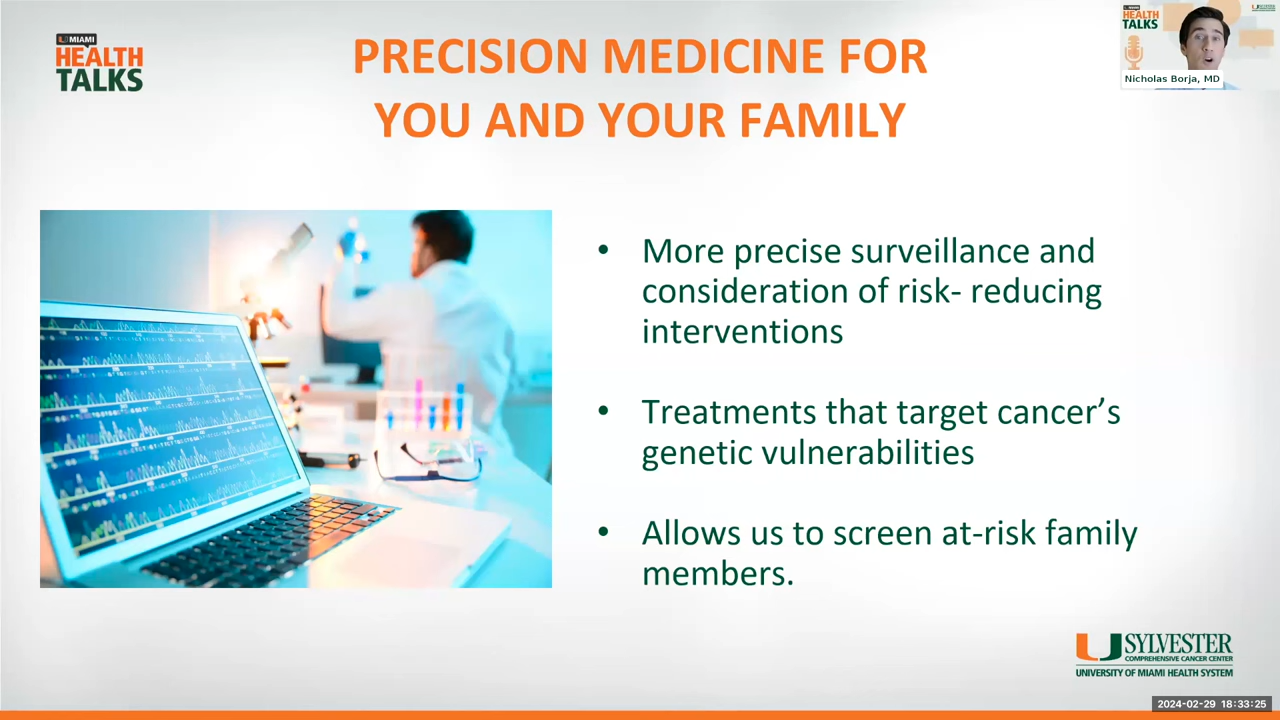 MIAMI
HEALTH
TALKS
PRECISION MEDICINE FOR
YOU AND YOUR FAMILY
HEALTH
TALKS
Nicholas Borja, MD
• More precise surveillance and
consideration of risk- reducing
interventions
• Treatments that target cancer’s
genetic vulnerabilities
• Allows us to screen at-risk family
members.
SYLVESTER
COMPREHENSIVE CANCER CENTER
UNIVERSITY OF MIAMI HEALTH SYSTEM
2024-02-29 18:33:25